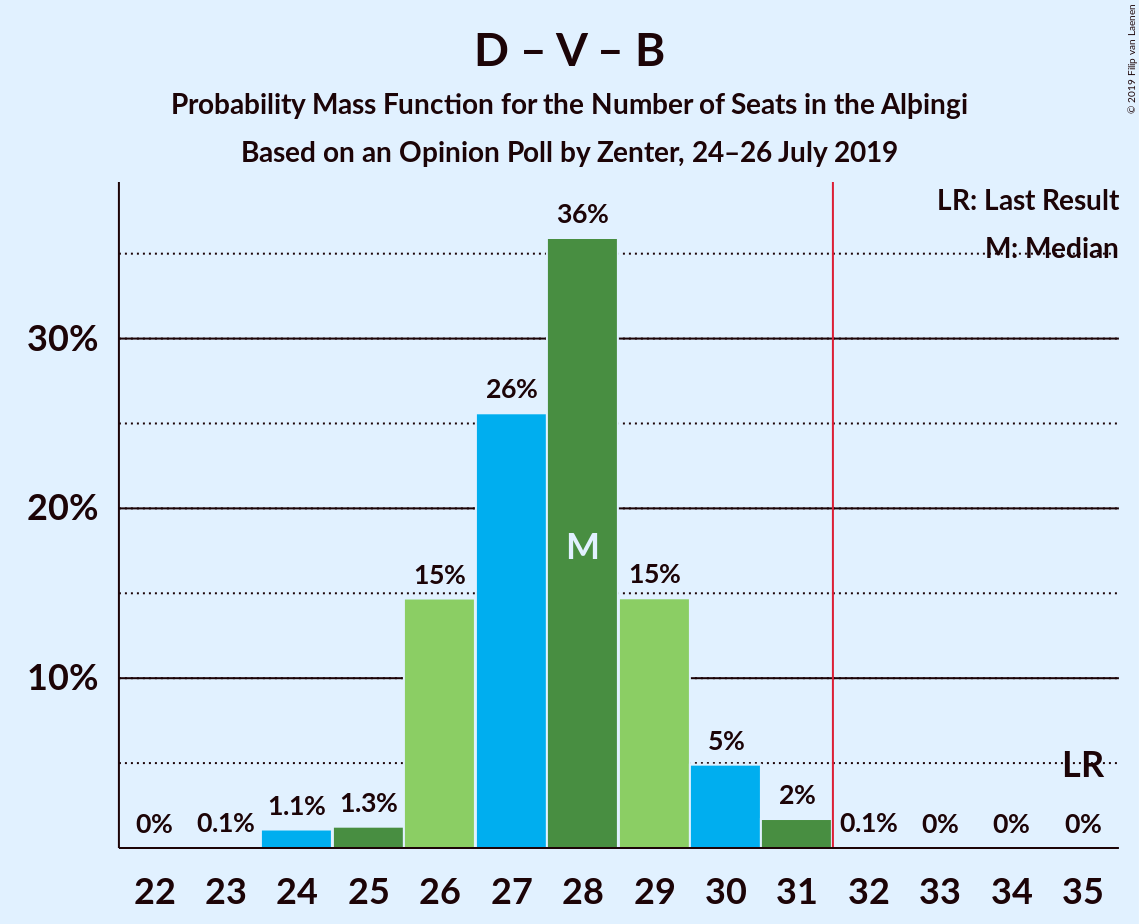 D – V – B
Probability Mass Function for the Number of Seats in the Alþingi
Based on an Opinion Poll by Zenter, 24–26 July 2019
© 2019 Filip van Laenen
LR: Last Result
M: Median
36%
30%
26%
20%
M
15%
15%
10%
5%
LR
2%
1.3%
1.1%
0%
0.1%
0.1%
0%
0%
0%
22 23 24 25 26 27 28 29 30 31 32 33 34 35